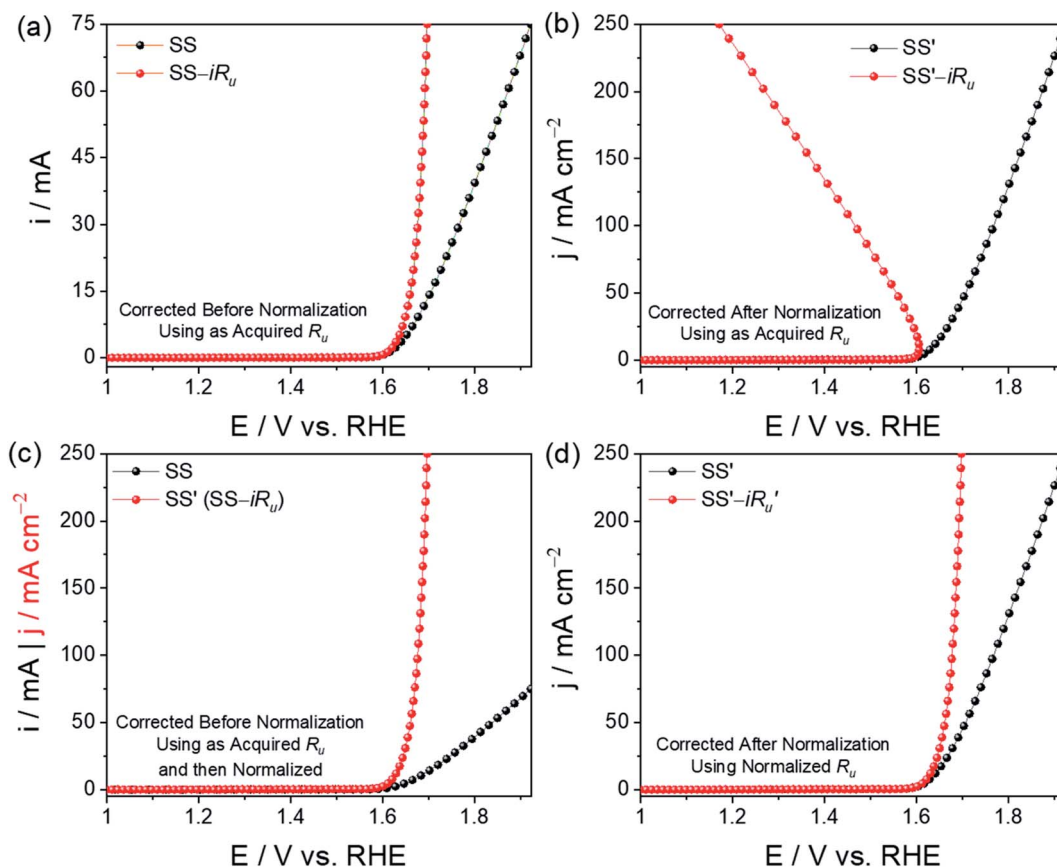 (a)
75
60
45
30
15
0
i / mA
SS
SS–iRu
Corrected Before Normalization
Using as Acquired Ru
1 1.2 1.4 1.6 1.8
E / V vs. RHE
(b)
250
200
150
100
50
0
j / mA cm−2
SS'
SS'–iRu
Corrected After Normalization
Using as Acquired Ru
1 1.2 1.4 1.6 1.8
E / V vs. RHE
(c)
250
200
150
100
50
0
i / mA | j / mA cm−2
SS
SS' (SS–iRu)
Corrected Before Normalization
Using as Acquired Ru
and then Normalized
1 1.2 1.4 1.6 1.8
E / V vs. RHE
(d)
250
200
150
100
50
0
j / mA cm−2
SS'
SS'–iRu'
Corrected After Normalization
Using Normalized Ru
1 1.2 1.4 1.6 1.8
E / V vs. RHE